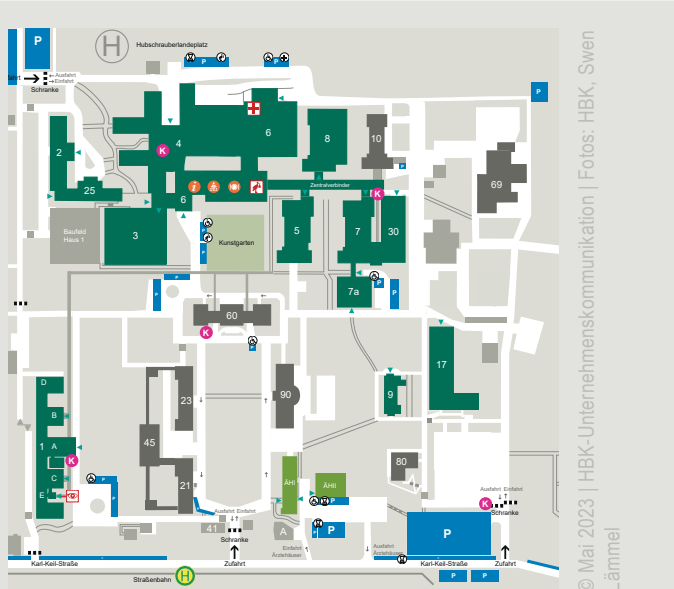 P
H
Hubschrauberlandeplatz
P
P
Ausfahrt
Einfahrt
Schranke
P
4
6
8
10
2
K
25
i
6
Zentralverbinder
K
69
Baufeld
Haus 1
3
Kunstgarten
5
7
30
P
P
P
P
P
P
7a
60
K
P
17
D
23
90
9
B
1
A
45
K
C
E
21
ÄHI
ÄHII
80
P
P
K
Ausfahrt Einfahrt
Schranke
Ausfahrt Einfahrt
41
A
P
P
Schranke
Einfahrt
Ärztehäuser
Ausfahrt
Ärztehäuser
Karl-Keil-Straße
Zufahrt
Karl-Keil-Straße
Zufahrt
Straßenbahn
H
P
P
© Mai 2023 | HBK-Unternehmenskommunikation | Fotos: HBK, Swen
Lämmel